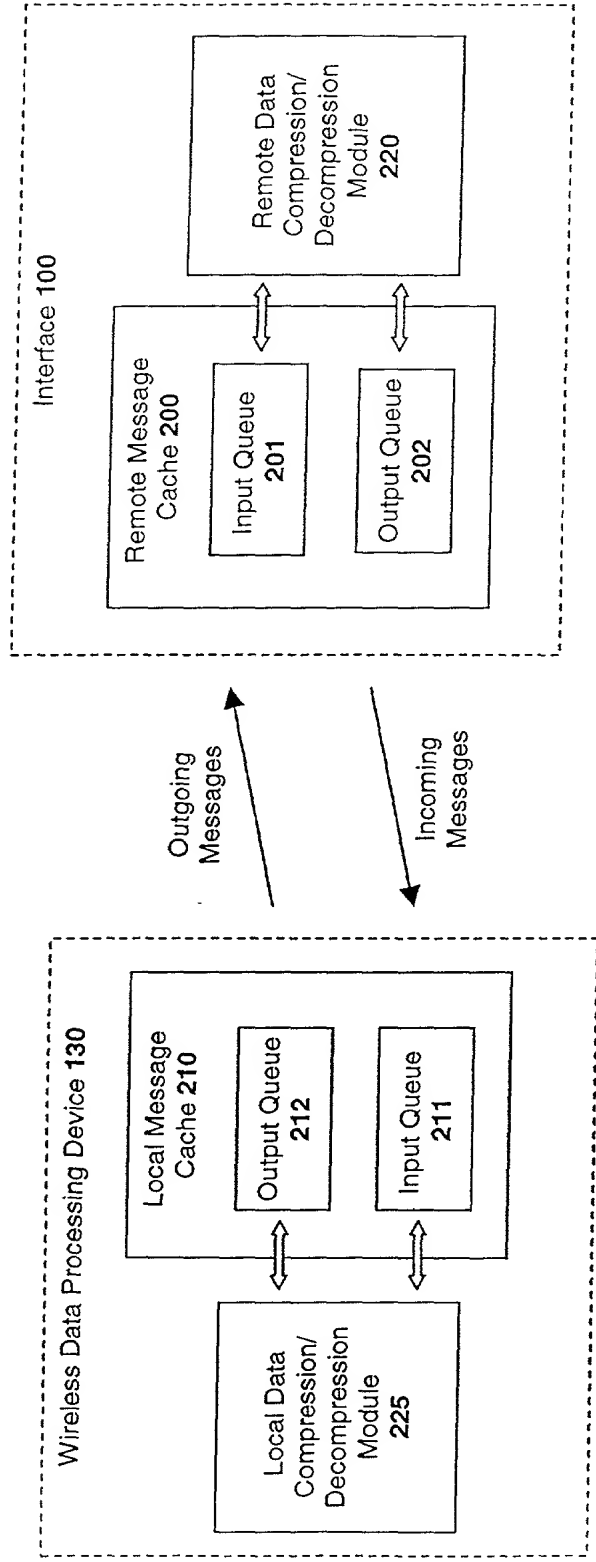 Wireless Data Processing Device 130
Local Data
Compression/
Decompression
Module
225
Local Message
Cache 210
Output Queue
212
Input Queue
211
Outgoing
Messages
Incoming
Messages
Interface 100
Remote Message
Cache 200
Input Queue
201
Output Queue
202
Remote Data
Compression/
Decompression
Module
220